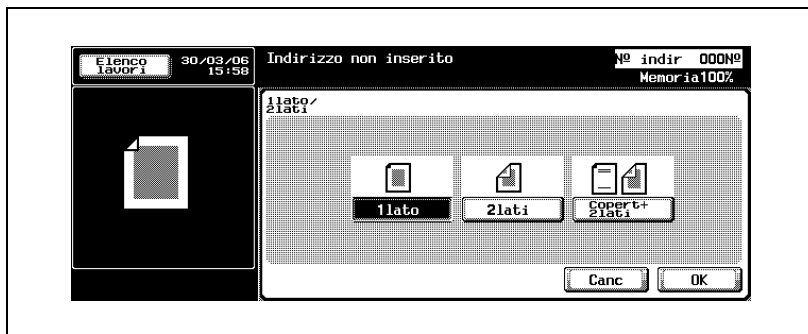 Elenco lavori 30/03/06 15:58
Indirizzo non inserito
Nº indir 000Nº
Memoria100%
1lato/
2lati
1lato
2lati
Copert+
2lati
Canc
OK